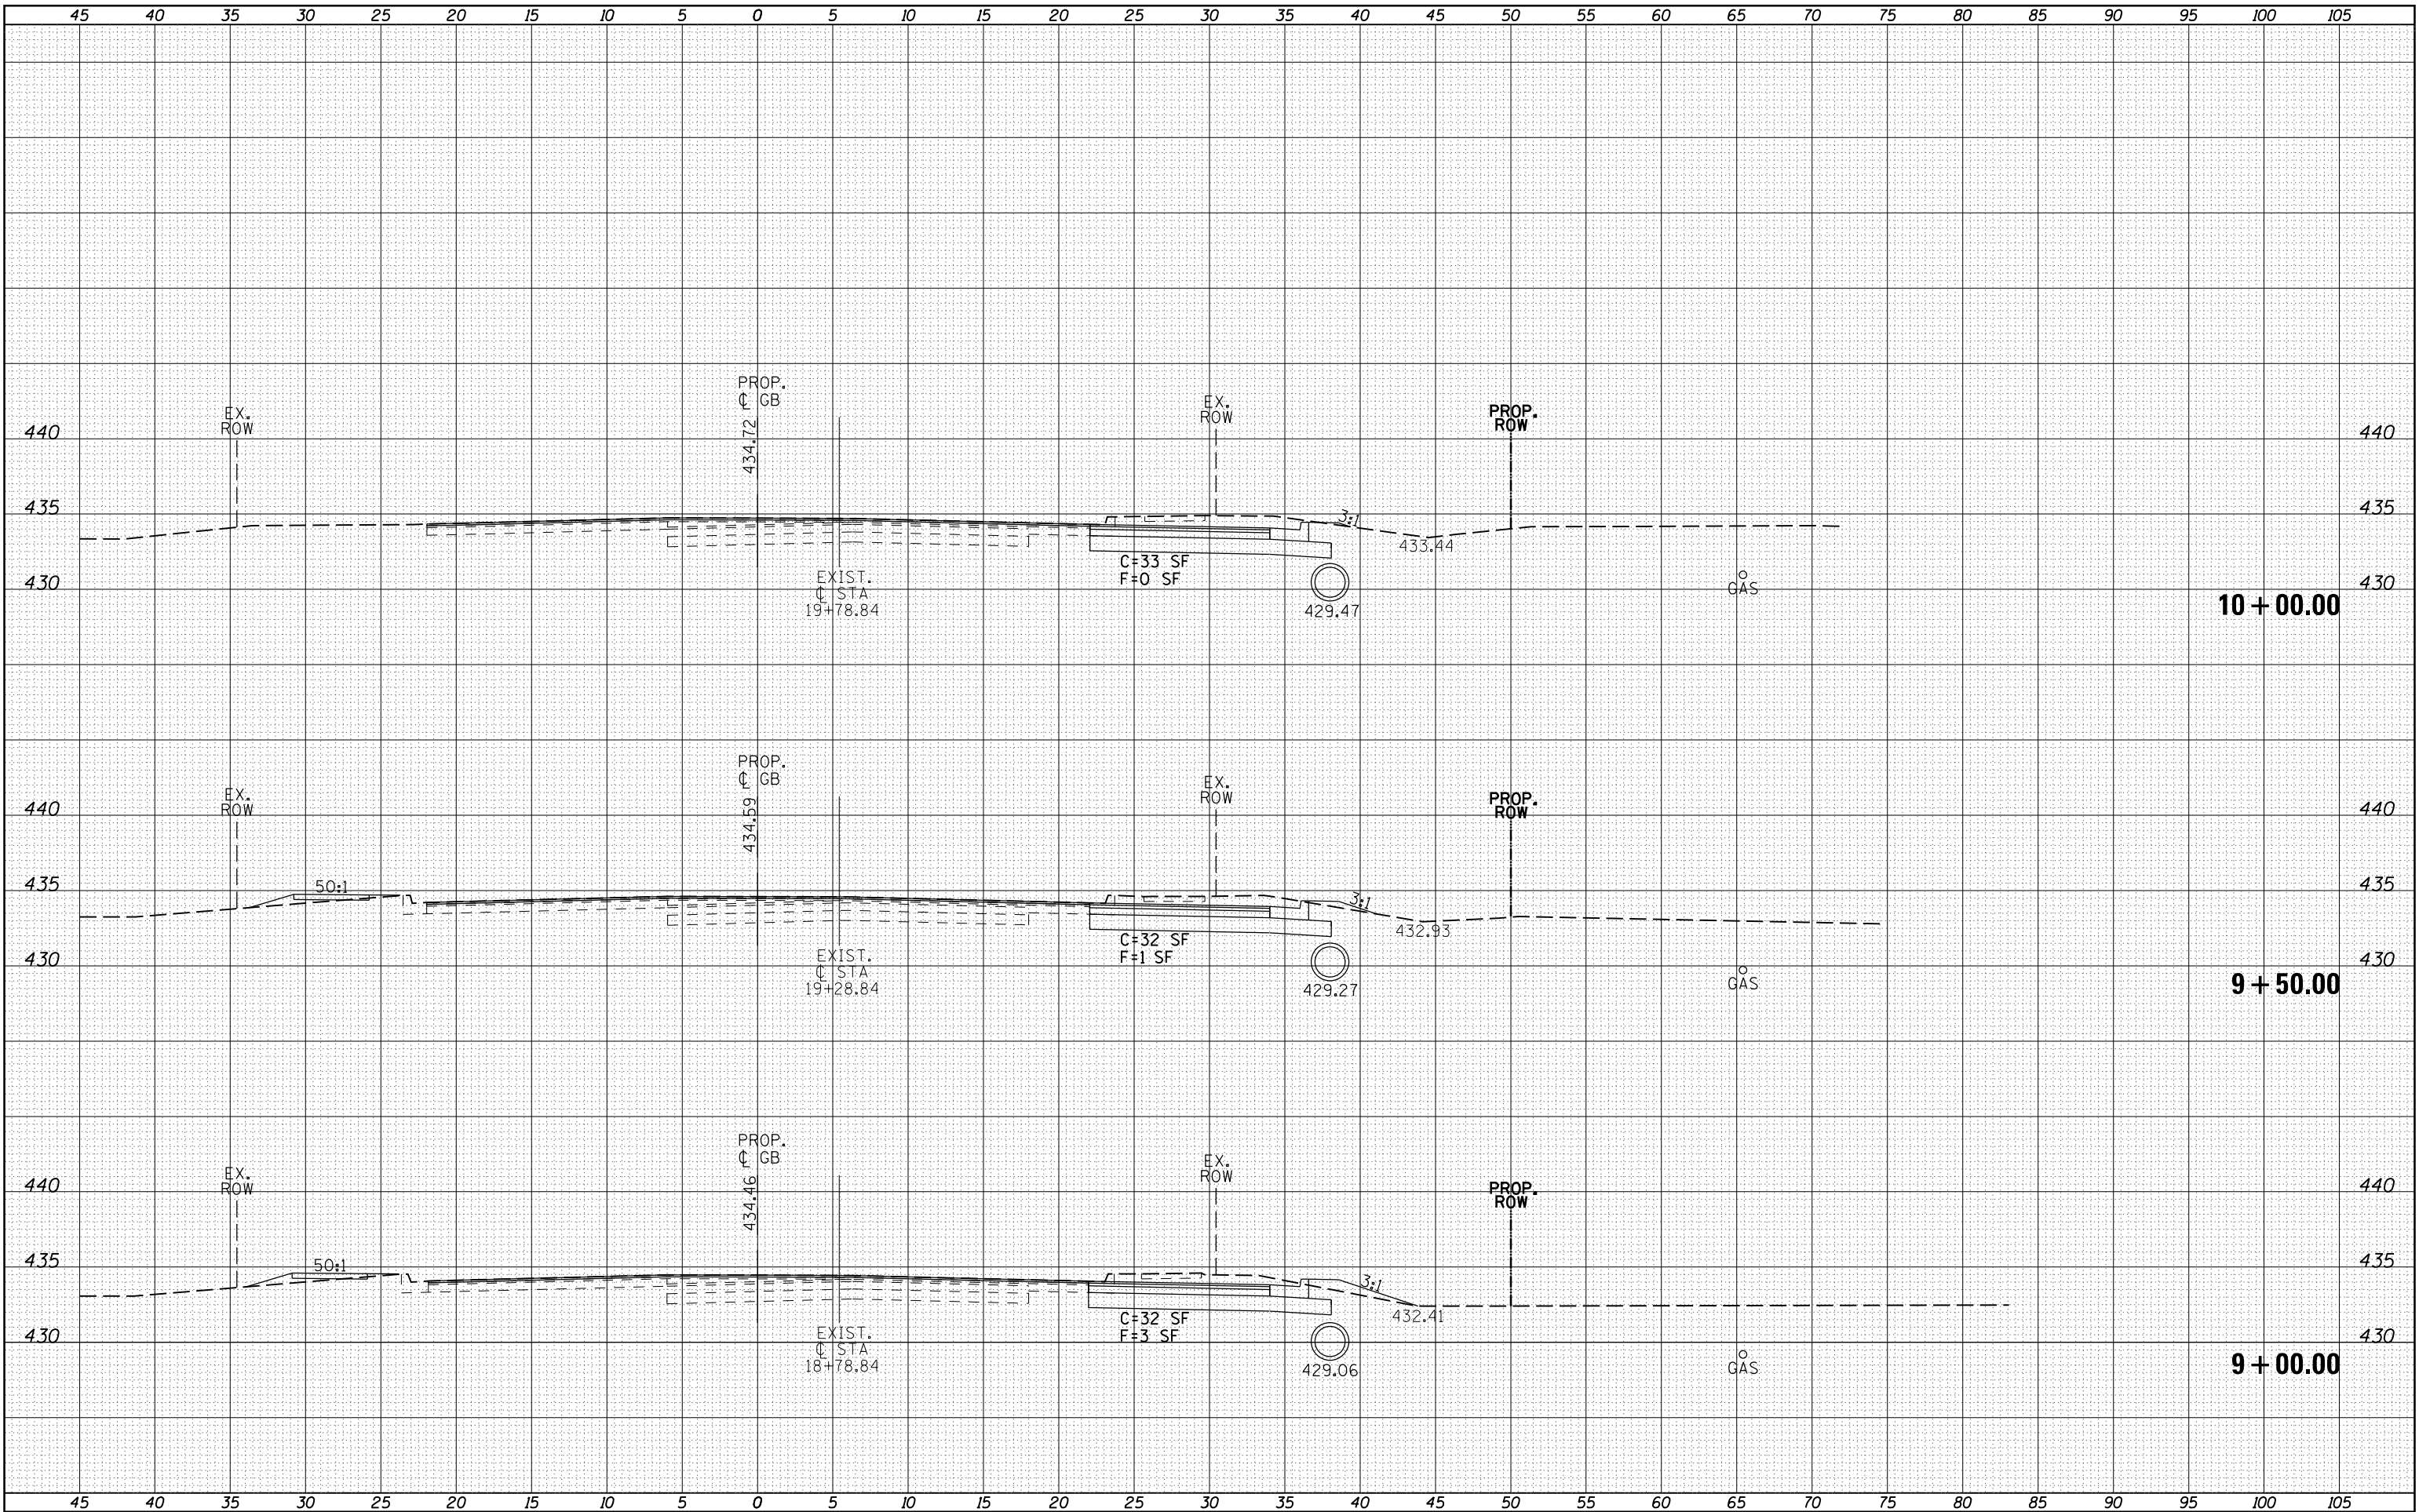 45 40 35 30 25 20 15 10 5 0 5 10 15 20 25 30 35 40 45 50 55 60 65 70 75 80 85 90 95 100 105
PROP.
℄ GB
434.72
EX.
ROW
EX.
ROW
PROP.
ROW
440 440
435 435
3:1
433.44
C=33 SF
F=0 SF
EXIST.
℄ STA
19+78.84
430 430
GAS
429.47
10+00.00
PROP.
℄ GB
434.59
EX.
ROW
EX.
ROW
PROP.
ROW
440 440
435 435
50:1
3:1
432.93
C=32 SF
F=1 SF
EXIST.
℄ STA
19+28.84
430 430
GAS
429.27
9+50.00
PROP.
℄ GB
434.46
EX.
ROW
EX.
ROW
PROP.
ROW
440 440
435 435
50:1
3:1
432.41
C=32 SF
F=3 SF
EXIST.
℄ STA
18+78.84
430 430
GAS
429.06
9+00.00
45 40 35 30 25 20 15 10 5 0 5 10 15 20 25 30 35 40 45 50 55 60 65 70 75 80 85 90 95 100 105